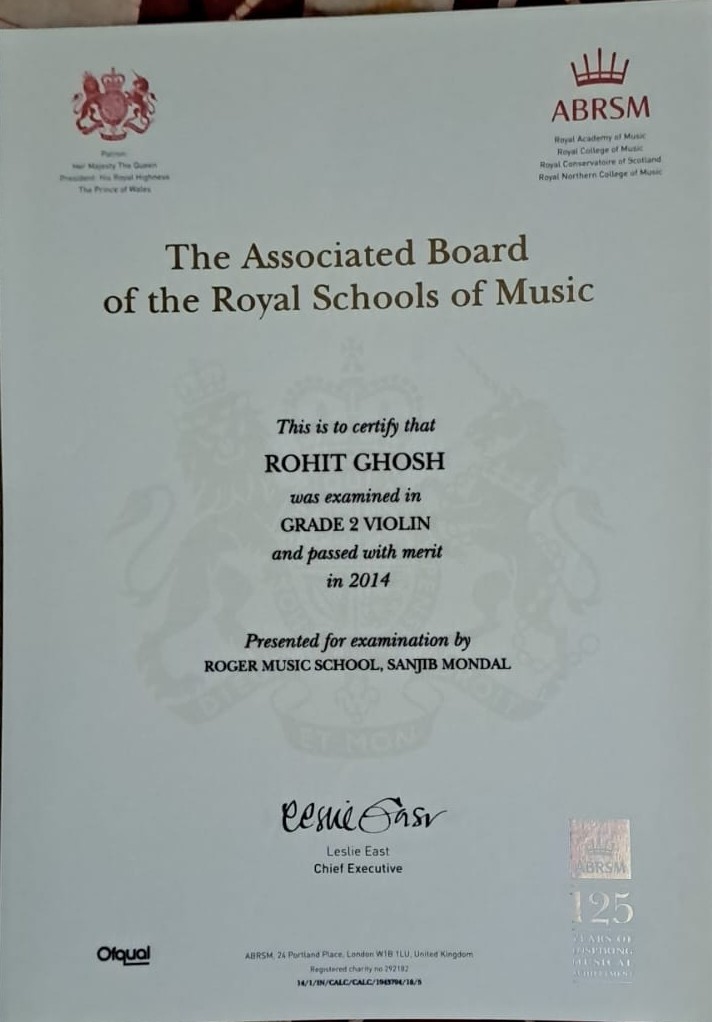 Patron
Her Majesty The Queen
President: His Royal Highness
The Prince of Wales
ABRSM
Royal Academy of Music
Royal College of Music
Royal Conservatoire of Scotland
Royal Northern College of Music
The Associated Board
of the Royal Schools of Music
This is to certify that
ROHIT GHOSH
was examined in
GRADE 2 VIOLIN
and passed with merit
in 2014
Presented for examination by
ROGER MUSIC SCHOOL, SANJIB MONDAL
ET MON
Leslie East
Leslie East
Chief Executive
ABRSM
125
YEARS OF
INSPIRING
MUSICAL
Ofqual
ABRSM, 24 Portland Place, London W1B 1LU, United Kingdom
Registered charity no 292182
14/1/IN/CALC/CALC/